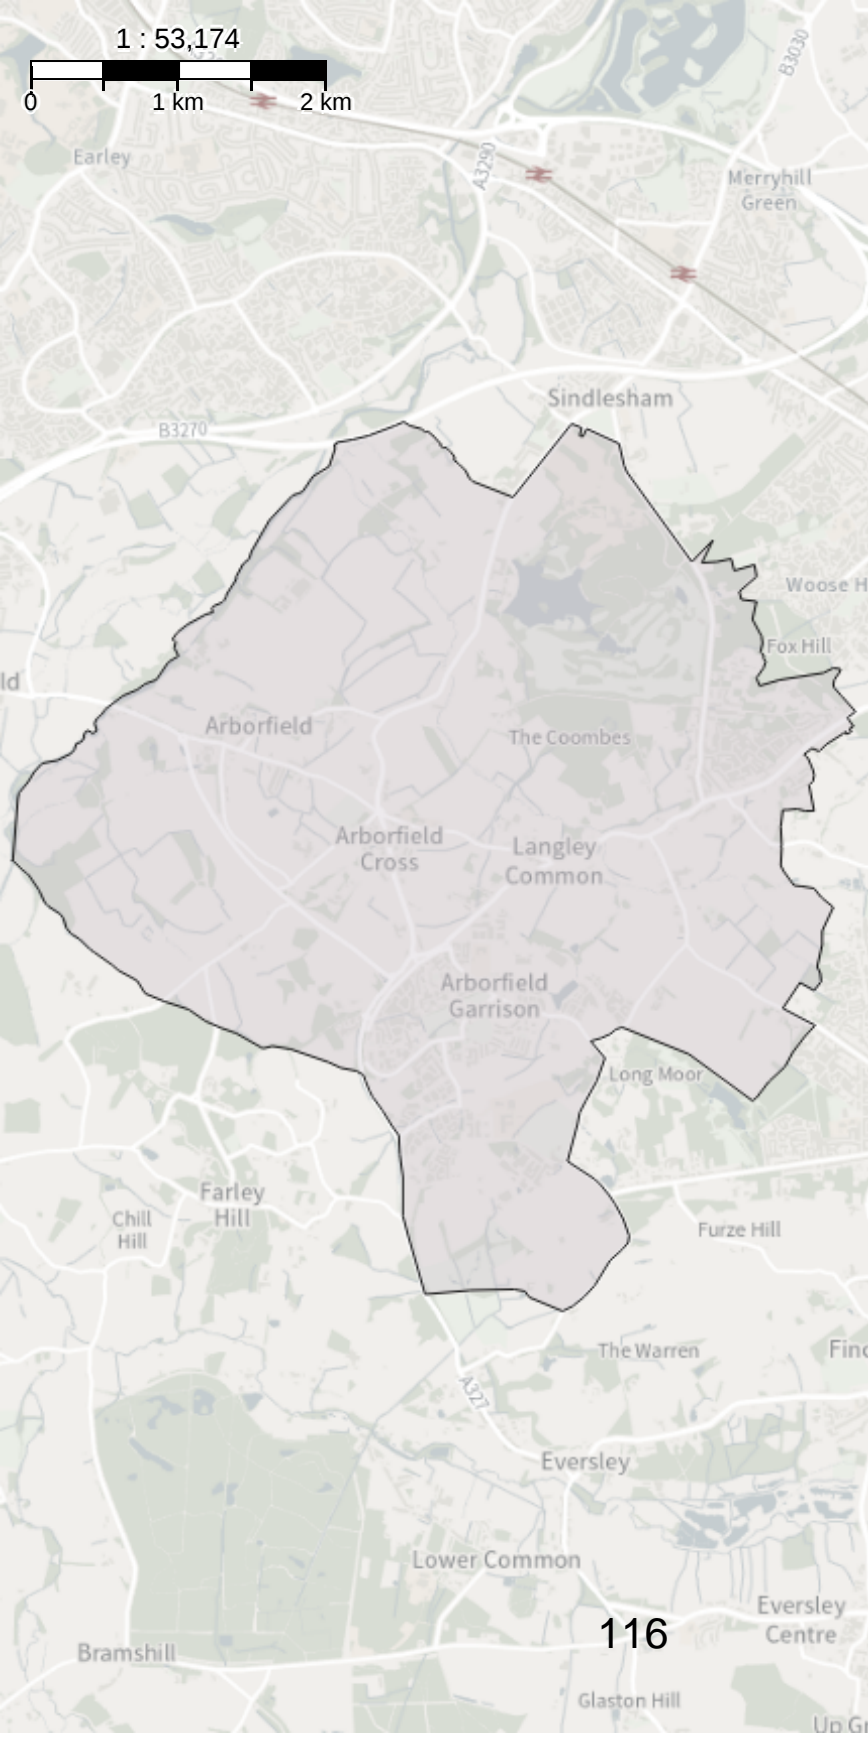 1 : 53,174
0
1 km
2 km
B3030
Earley
A3290
Merryhill
Green
Sindlesham
B3270
Woose H
Fox Hill
ld
Arborfield
The Coombes
Arborfield
Cross
Langley
Common
Arborfield
Garrison
Long Moor
Farley
Hill
Chill
Hill
Furze Hill
The Warren
Finc
A327
Eversley
Lower Common
Eversley
Centre
116
Bramshill
Glaston Hill
Up Gr